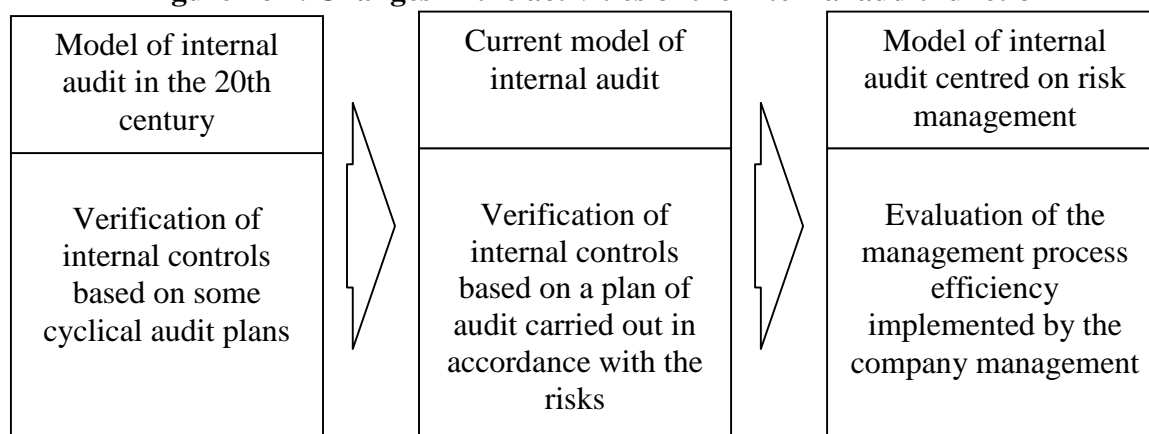 Model of internal
audit in the 20th
century
Verification of
internal controls
based on some
cyclical audit plans
Current model of
internal audit
Verification of
internal controls
based on a plan of
audit carried out in
accordance with the
risks
Model of internal
audit centred on risk
management
Evaluation of the
management process
efficiency
implemented by the
company management